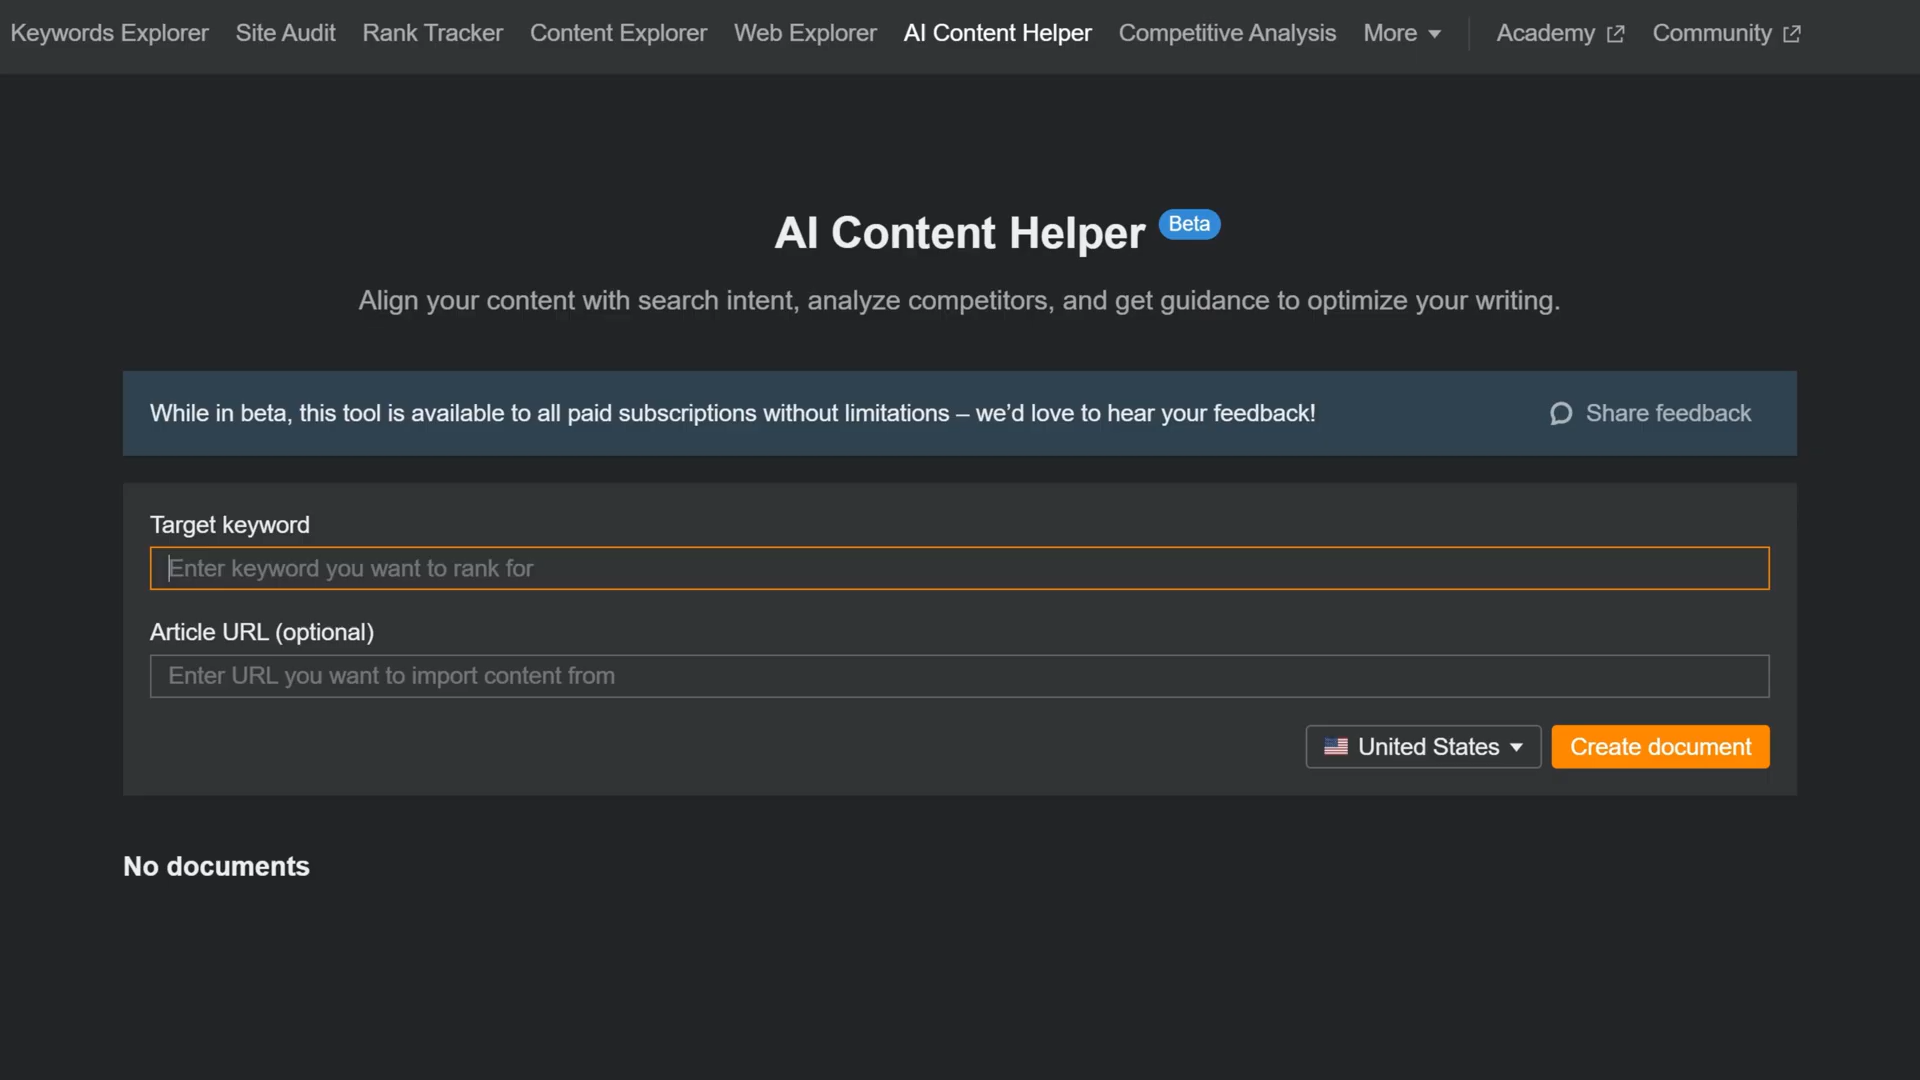 Keywords Explorer Site Audit Rank Tracker Content Explorer Web Explorer AI Content Helper Competitive Analysis More Academy Community
AI Content Helper Beta
Align your content with search intent, analyze competitors, and get guidance to optimize your writing.
While in beta, this tool is available to all paid subscriptions without limitations – we’d love to hear your feedback! Share feedback
Target keyword
Enter keyword you want to rank for
Article URL (optional)
Enter URL you want to import content from
United States Create document
No documents